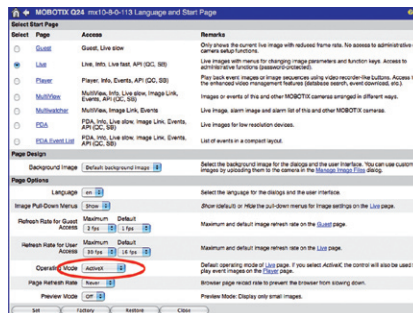 MOBOTIX Q24 mx10-8-0-113 Language and Start Page
Select Start Page
Select Page Access Remarks
Guest Guest, Live slow Only shows the current live image with reduced frame rate. No access to administrative or
camera setup functions.
Live Live, Info, Live fast, API (QC, SB) Live images with menus for changing image parameters and function keys. Access to
administrative functions (password-protected).
Player Player, Info, Events, API (QC, SB) Play back event images or image sequences using video recorder-like buttons. Access to
the enhanced video management features (database search, event download, etc.)
MultiView MultiView, Info, Live slow, Image Link,
Events, API (QC, SB) Images or events of this and other MOBOTIX cameras arranged in different ways.
Multiwatcher MultiView, Image Link, Events Live image, alarm image and alarm list of this and other MOBOTIX cameras.
PDA PDA, Info, Live slow, Image Link, Events,
API (QC, SB) Live images for low resolution devices.
PDA Event List PDA, Info, Live slow, Image Link, Events,
API (QC, SB) List of events in a compact layout.
Page Design
Background Image Default background image Select the background image for the dialogs and the user interface. You can use custom
images by uploading them to the camera in the Manage Image Files dialog.
Page Options
Language en Select the language for the dialogs and the user interface.
Image Pull-Down Menus Show Show (default) or Hide the pull-down menus for image settings on the Live page.
Refresh Rate for Guest
Access Maximum Default
2 fps 1 fps Maximum and default image refresh rate on the Guest page.
Refresh Rate for User
Access Maximum Default
30 fps 16 fps Maximum and default image refresh rate on the Live page.
Operating Mode ActiveX Default operating mode of Live page. If you select ActiveX, the control will also be used to
play event images on the Player page.
Page Refresh Rate Never Browser page reload rate to prevent the browser from slowing down.
Preview Mode Off Preview Mode: Display only small images.
Set Factory Restore Close